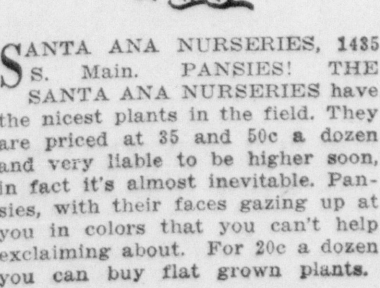 SANTA ANA NURSERIES, 1435
S. Main. PANSIES! THE
SANTA ANA NURSERIES have
the nicest plants in the field. They
are priced at 35 and 50c a dozen
and very liable to be higher soon,
in fact it's almost inevitable. Pan-
sies, with their faces gazing up at
you in colors that you can't help
exclaiming about. For 20c a dozen
you can buy flat grown plants.